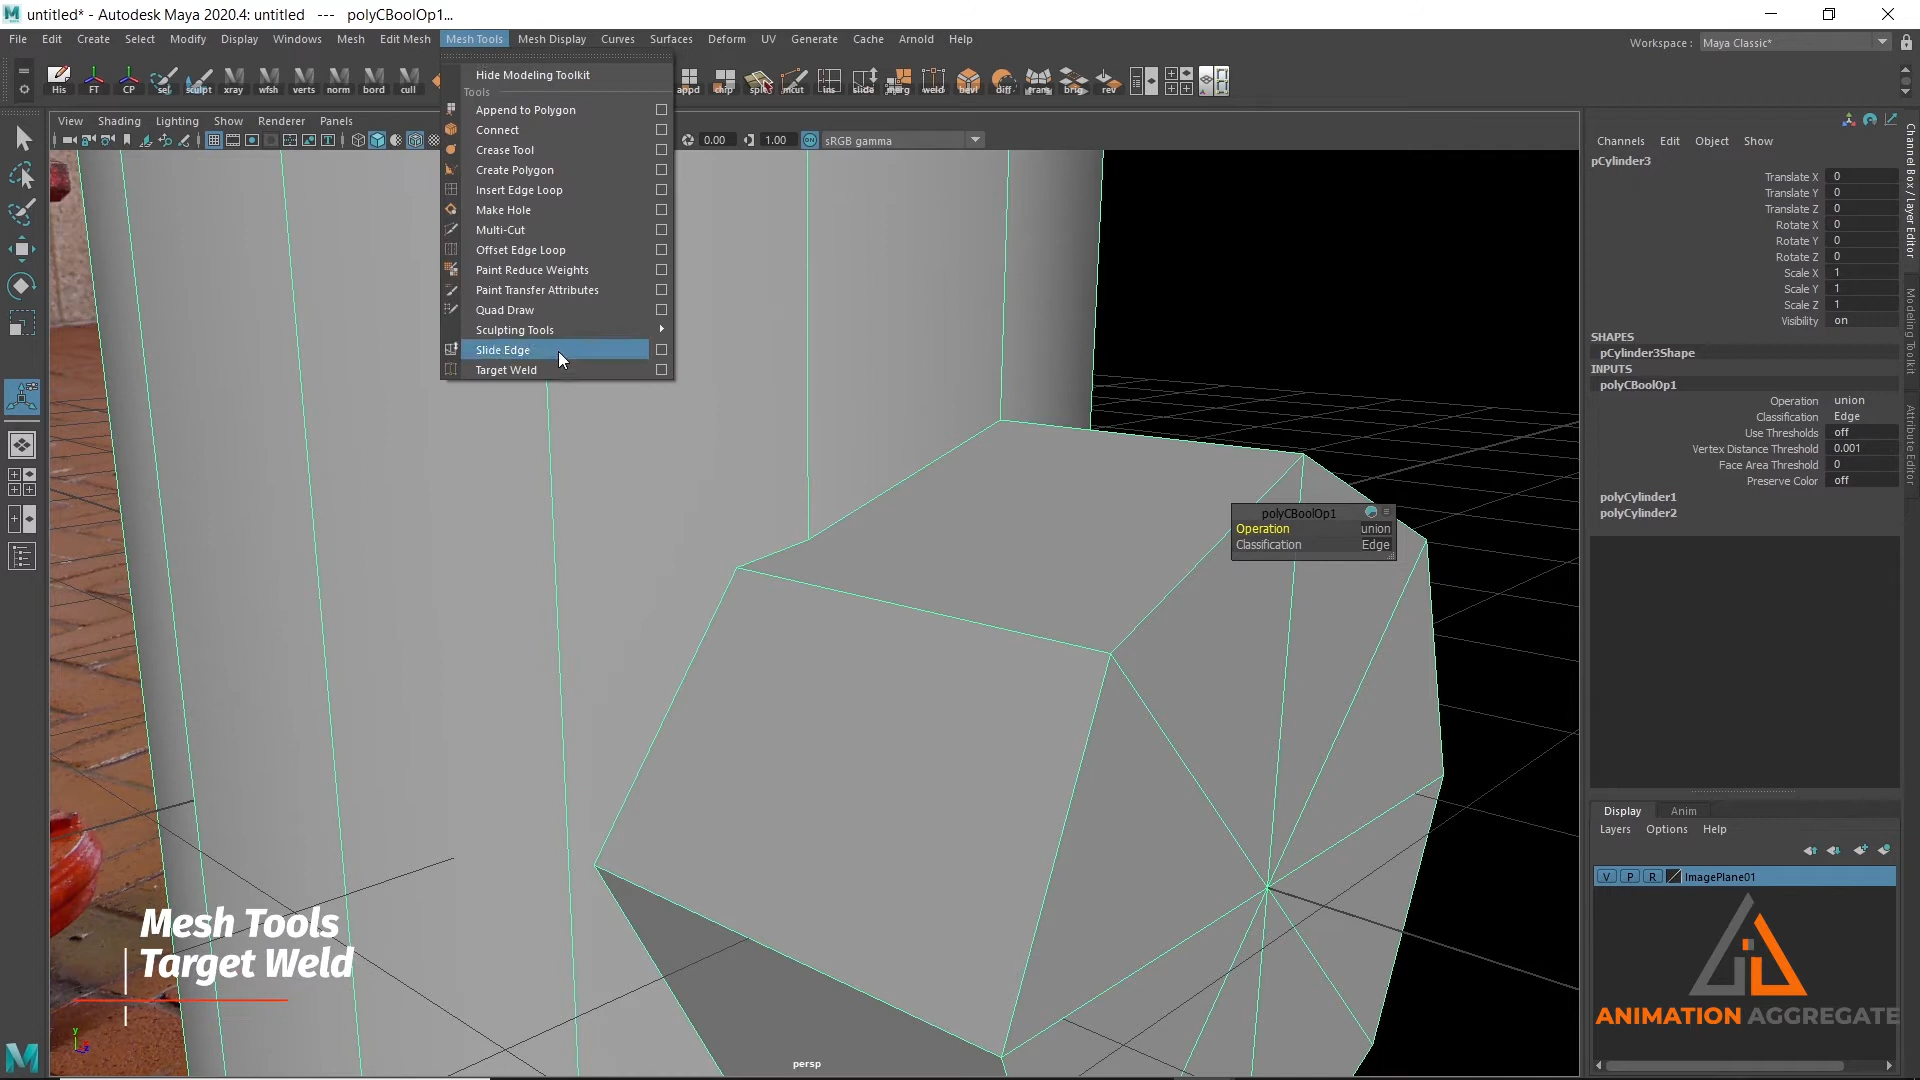 untitled* - Autodesk Maya 2020.4: untitled --- polyCBoolOp1...
File Edit Create Select Modify Display Windows Mesh Edit Mesh Mesh Tools Mesh Display Curves Surfaces Deform UV Generate Cache Arnold Help
Workspace : Maya Classic*
His FT CP sel sculpt xray wfsh verts norm bord cull appd chip split mcut ins slide merg weld bevl diff trans brig rev
View Shading Lighting Show Renderer Panels
0.00 1.00 sRGB gamma
Hide Modeling Toolkit
Tools
Append to Polygon
Connect
Crease Tool
Create Polygon
Insert Edge Loop
Make Hole
Multi-Cut
Offset Edge Loop
Paint Reduce Weights
Paint Transfer Attributes
Quad Draw
Sculpting Tools
Slide Edge
Target Weld
polyCBoolOp1
Operation union
Classification Edge
Channels Edit Object Show
pCylinder3
Translate X 0
Translate Y 0
Translate Z 0
Rotate X 0
Rotate Y 0
Rotate Z 0
Scale X 1
Scale Y 1
Scale Z 1
Visibility on
SHAPES
pCylinder3Shape
INPUTS
polyCBoolOp1
Operation union
Classification Edge
Use Thresholds off
Vertex Distance Threshold 0.001
Face Area Threshold 0
Preserve Color off
polyCylinder1
polyCylinder2
Channel Box / Layer Editor
Modeling Toolkit
Attribute Editor
Display Anim
Layers Options Help
V P R ImagePlane01
ANIMATION AGGREGATE
Mesh Tools
Target Weld
y
z
persp